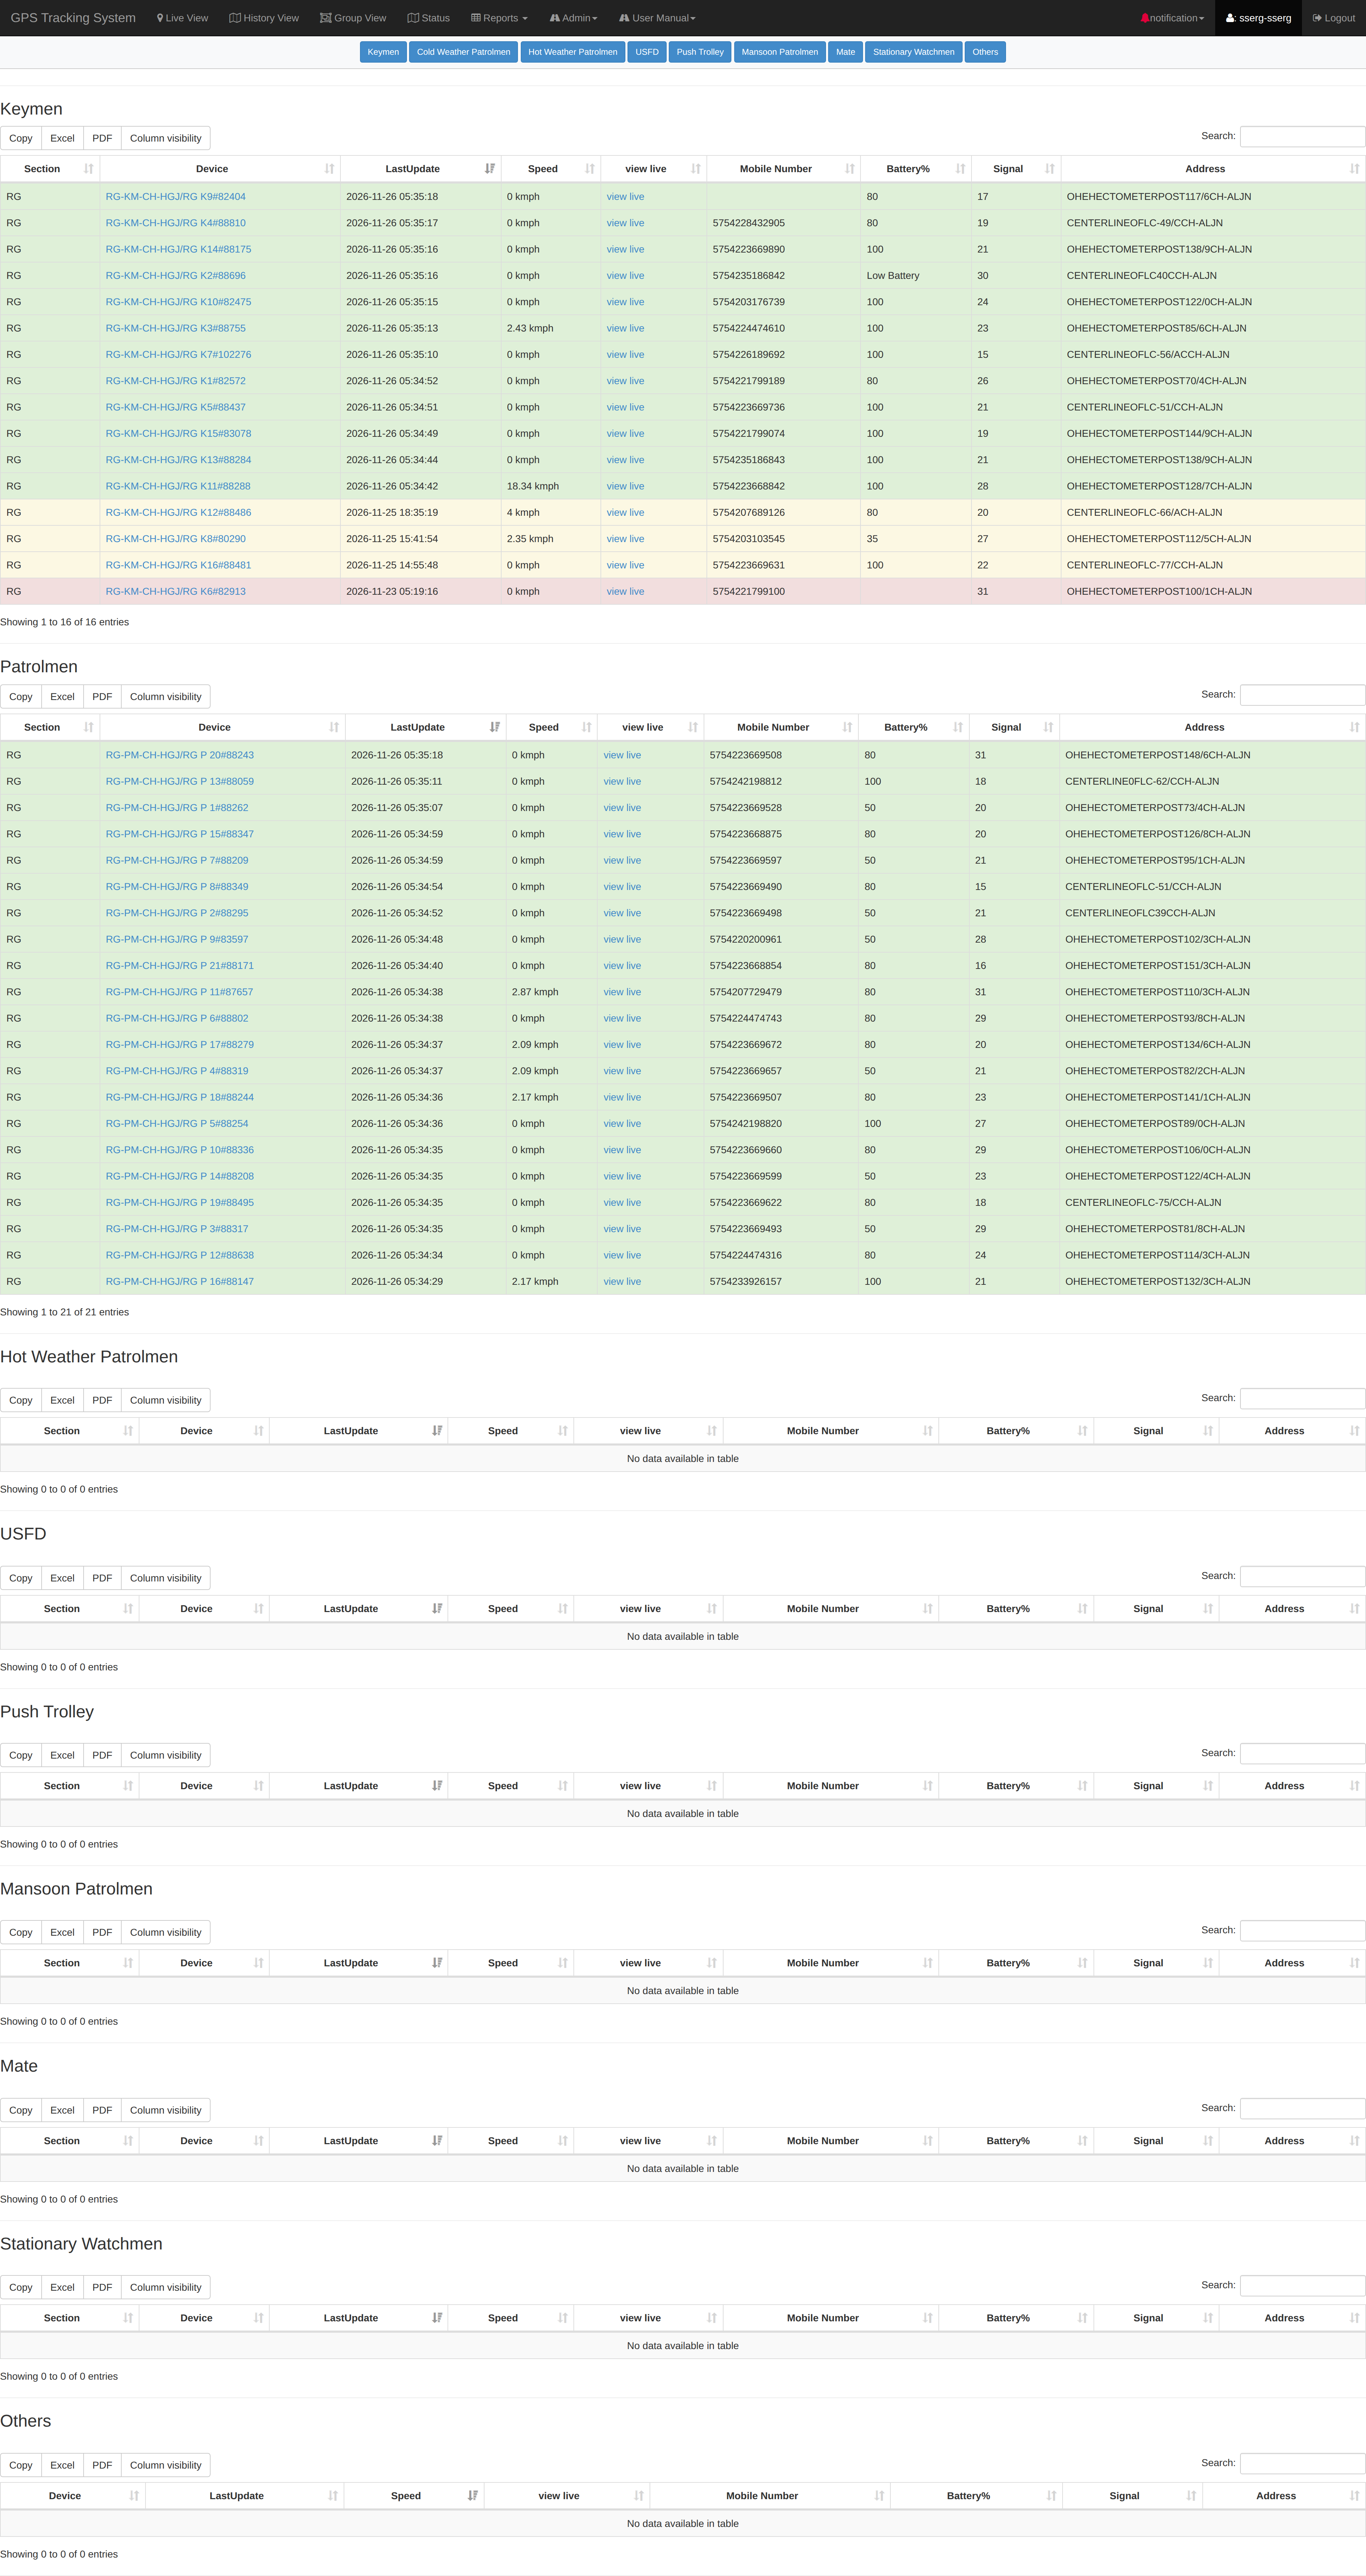 GPS Tracking System Live View History View Group View Status Reports Admin User Manual notification : sserg-sserg Logout
Keymen Cold Weather Patrolmen Hot Weather Patrolmen USFD Push Trolley Mansoon Patrolmen Mate Stationary Watchmen Others
Keymen
Copy Excel PDF Column visibility Search:
Section Device LastUpdate Speed view live Mobile Number Battery% Signal Address
RG RG-KM-CH-HGJ/RG K9#82404 2026-11-26 05:35:18 0 kmph view live 80 17 OHEHECTOMETERPOST117/6CH-ALJN
RG RG-KM-CH-HGJ/RG K4#88810 2026-11-26 05:35:17 0 kmph view live 5754228432905 80 19 CENTERLINEOFLC-49/CCH-ALJN
RG RG-KM-CH-HGJ/RG K14#88175 2026-11-26 05:35:16 0 kmph view live 5754223669890 100 21 OHEHECTOMETERPOST138/9CH-ALJN
RG RG-KM-CH-HGJ/RG K2#88696 2026-11-26 05:35:16 0 kmph view live 5754235186842 Low Battery 30 CENTERLINEOFLC40CCH-ALJN
RG RG-KM-CH-HGJ/RG K10#82475 2026-11-26 05:35:15 0 kmph view live 5754203176739 100 24 OHEHECTOMETERPOST122/0CH-ALJN
RG RG-KM-CH-HGJ/RG K3#88755 2026-11-26 05:35:13 2.43 kmph view live 5754224474610 100 23 OHEHECTOMETERPOST85/6CH-ALJN
RG RG-KM-CH-HGJ/RG K7#102276 2026-11-26 05:35:10 0 kmph view live 5754226189692 100 15 CENTERLINEOFLC-56/ACCH-ALJN
RG RG-KM-CH-HGJ/RG K1#82572 2026-11-26 05:34:52 0 kmph view live 5754221799189 80 26 OHEHECTOMETERPOST70/4CH-ALJN
RG RG-KM-CH-HGJ/RG K5#88437 2026-11-26 05:34:51 0 kmph view live 5754223669736 100 21 CENTERLINEOFLC-51/CCH-ALJN
RG RG-KM-CH-HGJ/RG K15#83078 2026-11-26 05:34:49 0 kmph view live 5754221799074 100 19 OHEHECTOMETERPOST144/9CH-ALJN
RG RG-KM-CH-HGJ/RG K13#88284 2026-11-26 05:34:44 0 kmph view live 5754235186843 100 21 OHEHECTOMETERPOST138/9CH-ALJN
RG RG-KM-CH-HGJ/RG K11#88288 2026-11-26 05:34:42 18.34 kmph view live 5754223668842 100 28 OHEHECTOMETERPOST128/7CH-ALJN
RG RG-KM-CH-HGJ/RG K12#88486 2026-11-25 18:35:19 4 kmph view live 5754207689126 80 20 CENTERLINEOFLC-66/ACH-ALJN
RG RG-KM-CH-HGJ/RG K8#80290 2026-11-25 15:41:54 2.35 kmph view live 5754203103545 35 27 OHEHECTOMETERPOST112/5CH-ALJN
RG RG-KM-CH-HGJ/RG K16#88481 2026-11-25 14:55:48 0 kmph view live 5754223669631 100 22 CENTERLINEOFLC-77/CCH-ALJN
RG RG-KM-CH-HGJ/RG K6#82913 2026-11-23 05:19:16 0 kmph view live 5754221799100 31 OHEHECTOMETERPOST100/1CH-ALJN
Showing 1 to 16 of 16 entries
Patrolmen
Copy Excel PDF Column visibility Search:
Section Device LastUpdate Speed view live Mobile Number Battery% Signal Address
RG RG-PM-CH-HGJ/RG P 20#88243 2026-11-26 05:35:18 0 kmph view live 5754223669508 80 31 OHEHECTOMETERPOST148/6CH-ALJN
RG RG-PM-CH-HGJ/RG P 13#88059 2026-11-26 05:35:11 0 kmph view live 5754242198812 100 18 CENTERLINE0FLC-62/CCH-ALJN
RG RG-PM-CH-HGJ/RG P 1#88262 2026-11-26 05:35:07 0 kmph view live 5754223669528 50 20 OHEHECTOMETERPOST73/4CH-ALJN
RG RG-PM-CH-HGJ/RG P 15#88347 2026-11-26 05:34:59 0 kmph view live 5754223668875 80 20 OHEHECTOMETERPOST126/8CH-ALJN
RG RG-PM-CH-HGJ/RG P 7#88209 2026-11-26 05:34:59 0 kmph view live 5754223669597 50 21 OHEHECTOMETERPOST95/1CH-ALJN
RG RG-PM-CH-HGJ/RG P 8#88349 2026-11-26 05:34:54 0 kmph view live 5754223669490 80 15 CENTERLINEOFLC-51/CCH-ALJN
RG RG-PM-CH-HGJ/RG P 2#88295 2026-11-26 05:34:52 0 kmph view live 5754223669498 50 21 CENTERLINEOFLC39CCH-ALJN
RG RG-PM-CH-HGJ/RG P 9#83597 2026-11-26 05:34:48 0 kmph view live 5754220200961 50 28 OHEHECTOMETERPOST102/3CH-ALJN
RG RG-PM-CH-HGJ/RG P 21#88171 2026-11-26 05:34:40 0 kmph view live 5754223668854 80 16 OHEHECTOMETERPOST151/3CH-ALJN
RG RG-PM-CH-HGJ/RG P 11#87657 2026-11-26 05:34:38 2.87 kmph view live 5754207729479 80 31 OHEHECTOMETERPOST110/3CH-ALJN
RG RG-PM-CH-HGJ/RG P 6#88802 2026-11-26 05:34:38 0 kmph view live 5754224474743 80 29 OHEHECTOMETERPOST93/8CH-ALJN
RG RG-PM-CH-HGJ/RG P 17#88279 2026-11-26 05:34:37 2.09 kmph view live 5754223669672 80 20 OHEHECTOMETERPOST134/6CH-ALJN
RG RG-PM-CH-HGJ/RG P 4#88319 2026-11-26 05:34:37 2.09 kmph view live 5754223669657 50 21 OHEHECTOMETERPOST82/2CH-ALJN
RG RG-PM-CH-HGJ/RG P 18#88244 2026-11-26 05:34:36 2.17 kmph view live 5754223669507 80 23 OHEHECTOMETERPOST141/1CH-ALJN
RG RG-PM-CH-HGJ/RG P 5#88254 2026-11-26 05:34:36 0 kmph view live 5754242198820 100 27 OHEHECTOMETERPOST89/0CH-ALJN
RG RG-PM-CH-HGJ/RG P 10#88336 2026-11-26 05:34:35 0 kmph view live 5754223669660 80 29 OHEHECTOMETERPOST106/0CH-ALJN
RG RG-PM-CH-HGJ/RG P 14#88208 2026-11-26 05:34:35 0 kmph view live 5754223669599 50 23 OHEHECTOMETERPOST122/4CH-ALJN
RG RG-PM-CH-HGJ/RG P 19#88495 2026-11-26 05:34:35 0 kmph view live 5754223669622 80 18 CENTERLINEOFLC-75/CCH-ALJN
RG RG-PM-CH-HGJ/RG P 3#88317 2026-11-26 05:34:35 0 kmph view live 5754223669493 50 29 OHEHECTOMETERPOST81/8CH-ALJN
RG RG-PM-CH-HGJ/RG P 12#88638 2026-11-26 05:34:34 0 kmph view live 5754224474316 80 24 OHEHECTOMETERPOST114/3CH-ALJN
RG RG-PM-CH-HGJ/RG P 16#88147 2026-11-26 05:34:29 2.17 kmph view live 5754233926157 100 21 OHEHECTOMETERPOST132/3CH-ALJN
Showing 1 to 21 of 21 entries
Hot Weather Patrolmen
Copy Excel PDF Column visibility Search:
Section Device LastUpdate Speed view live Mobile Number Battery% Signal Address
No data available in table
Showing 0 to 0 of 0 entries
USFD
Copy Excel PDF Column visibility Search:
Section Device LastUpdate Speed view live Mobile Number Battery% Signal Address
No data available in table
Showing 0 to 0 of 0 entries
Push Trolley
Copy Excel PDF Column visibility Search:
Section Device LastUpdate Speed view live Mobile Number Battery% Signal Address
No data available in table
Showing 0 to 0 of 0 entries
Mansoon Patrolmen
Copy Excel PDF Column visibility Search:
Section Device LastUpdate Speed view live Mobile Number Battery% Signal Address
No data available in table
Showing 0 to 0 of 0 entries
Mate
Copy Excel PDF Column visibility Search:
Section Device LastUpdate Speed view live Mobile Number Battery% Signal Address
No data available in table
Showing 0 to 0 of 0 entries
Stationary Watchmen
Copy Excel PDF Column visibility Search:
Section Device LastUpdate Speed view live Mobile Number Battery% Signal Address
No data available in table
Showing 0 to 0 of 0 entries
Others
Copy Excel PDF Column visibility Search:
Device LastUpdate Speed view live Mobile Number Battery% Signal Address
No data available in table
Showing 0 to 0 of 0 entries